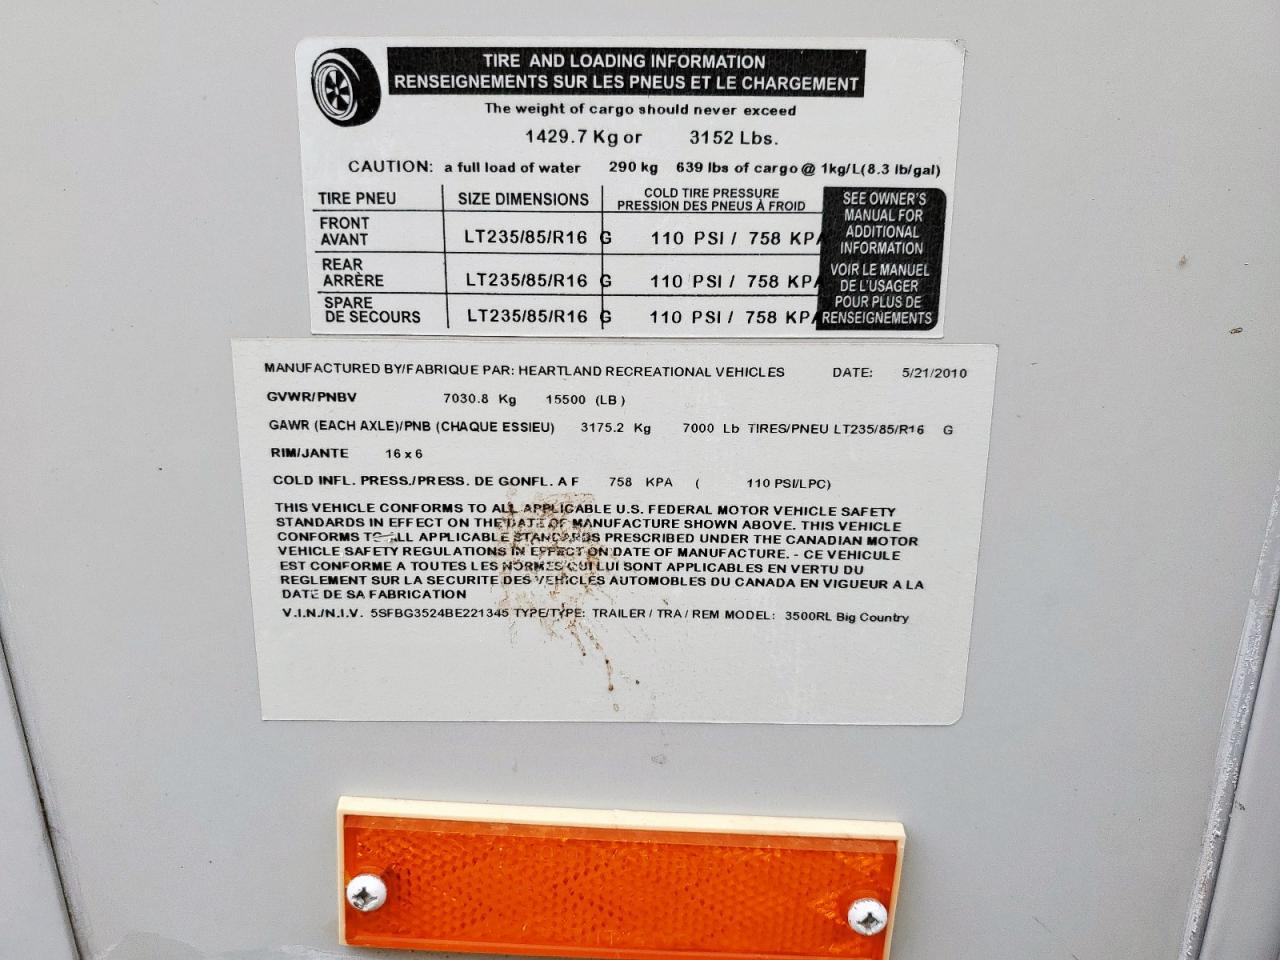 TIRE AND LOADING INFORMATION
RENSEIGNEMENTS SUR LES PNEUS ET LE CHARGEMENT
The weight of cargo should never exceed
1429.7 Kg or 3152 Lbs.
CAUTION: a full load of water 290 kg 639 lbs of cargo @ 1kg/L(8.3 lb/gal)
TIRE PNEU SIZE DIMENSIONS COLD TIRE PRESSURE
PRESSION DES PNEUS À FROID
FRONT
AVANT LT235/85/R16 G 110 PSI / 758 KPA
REAR
ARRÈRE LT235/85/R16 G 110 PSI / 758 KPA
SPARE
DE SECOURS LT235/85/R16 G 110 PSI / 758 KPA
SEE OWNER'S
MANUAL FOR
ADDITIONAL
INFORMATION
VOIR LE MANUEL
DE L'USAGER
POUR PLUS DE
RENSEIGNEMENTS
MANUFACTURED BY/FABRIQUE PAR: HEARTLAND RECREATIONAL VEHICLES DATE: 5/21/2010
GVWR/PNBV 7030.8 Kg 15500 (LB)
GAWR (EACH AXLE)/PNB (CHAQUE ESSIEU) 3175.2 Kg 7000 Lb TIRES/PNEU LT235/85/R16 G
RIM/JANTE 16 x 6
COLD INFL. PRESS./PRESS. DE GONFL. A F 758 KPA ( 110 PSI/LPC)
THIS VEHICLE CONFORMS TO ALL APPLICABLE U.S. FEDERAL MOTOR VEHICLE SAFETY
STANDARDS IN EFFECT ON THE DATE OF MANUFACTURE SHOWN ABOVE. THIS VEHICLE
CONFORMS TO ALL APPLICABLE STANDARDS PRESCRIBED UNDER THE CANADIAN MOTOR
VEHICLE SAFETY REGULATIONS IN EFFECT ON DATE OF MANUFACTURE. - CE VEHICULE
EST CONFORME A TOUTES LES NORMES QUI LUI SONT APPLICABLES EN VERTU DU
REGLEMENT SUR LA SECURITE DES VEHICLES AUTOMOBLES DU CANADA EN VIGUEUR A LA
DATE DE SA FABRICATION
V.I.N./N.I.V. 5SFBG3524BE221345 TYPE/TYPE: TRAILER / TRA / REM MODEL: 3500RL Big Country